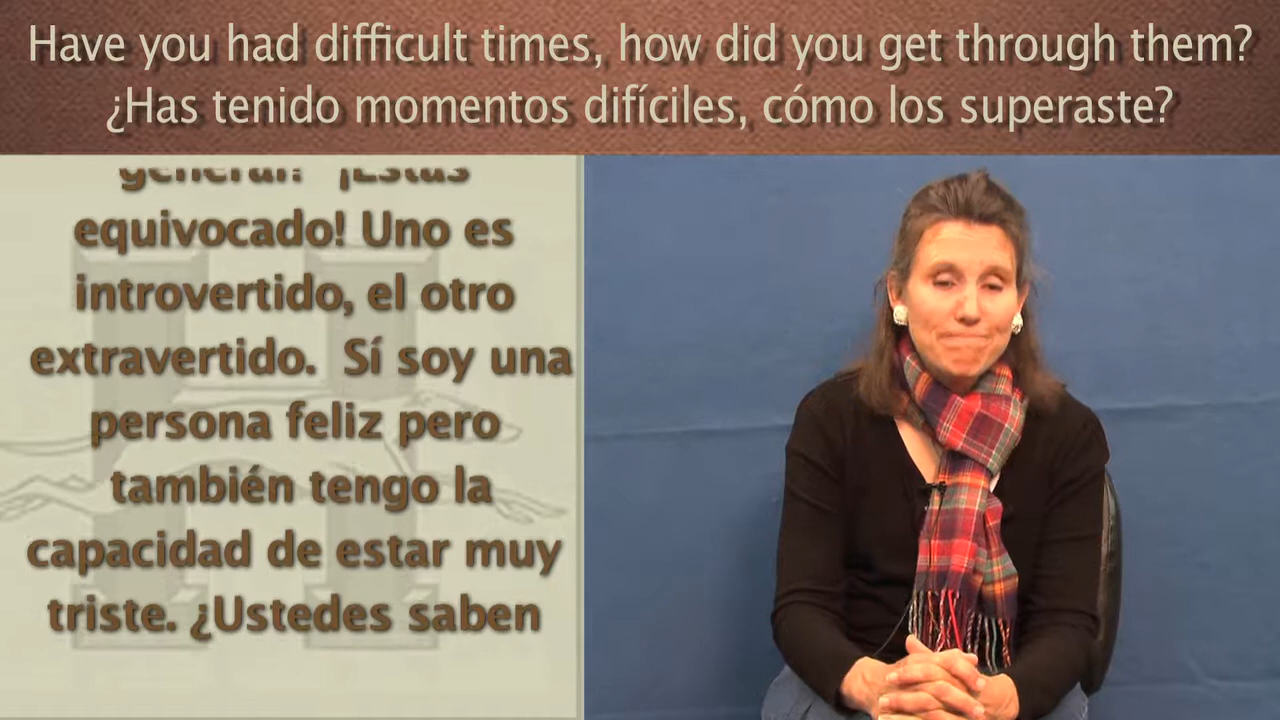 Have you had difficult times, how did you get through them?
¿Has tenido momentos difíciles, cómo los superaste?
general? ¡Estás
equivocado! Uno es
introvertido, el otro
extravertido. Sí soy una
persona feliz pero
también tengo la
capacidad de estar muy
triste. ¿Ustedes saben